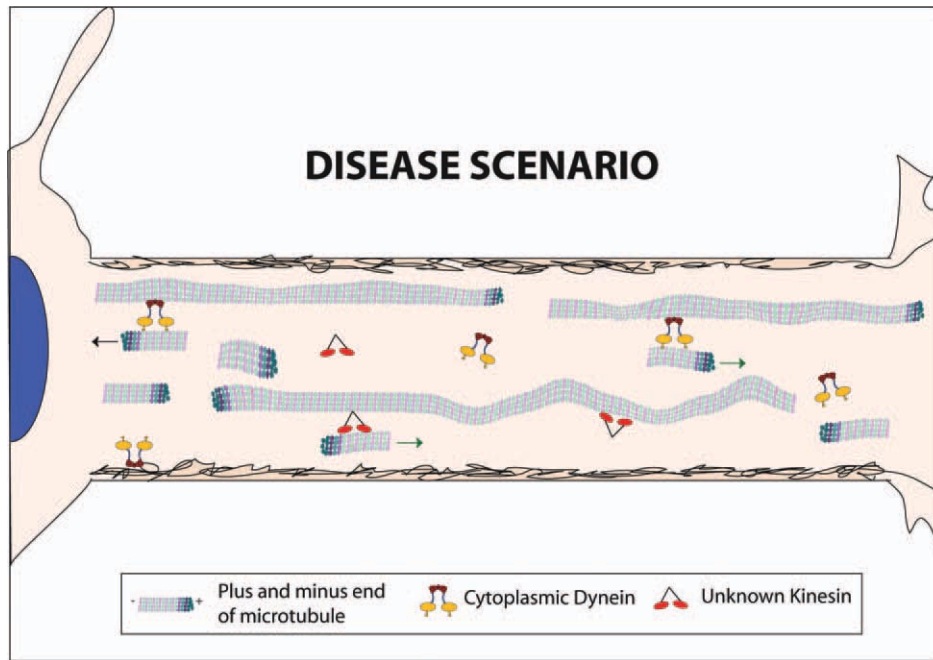 DISEASE SCENARIO
- + Plus and minus end
of microtubule
Cytoplasmic Dynein
Unknown Kinesin